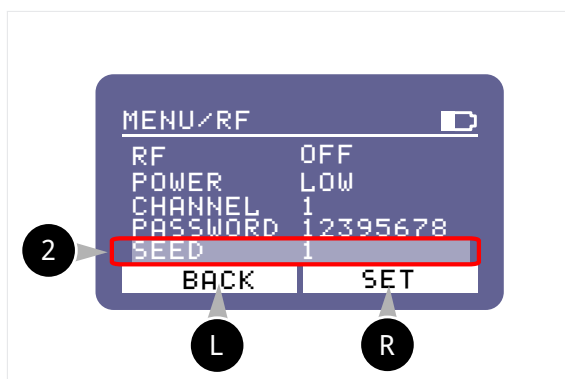 MENU/RF
RF OFF
POWER LOW
CHANNEL 1
PASSWORD 12395678
2 SEED 1
BACK SET
L R